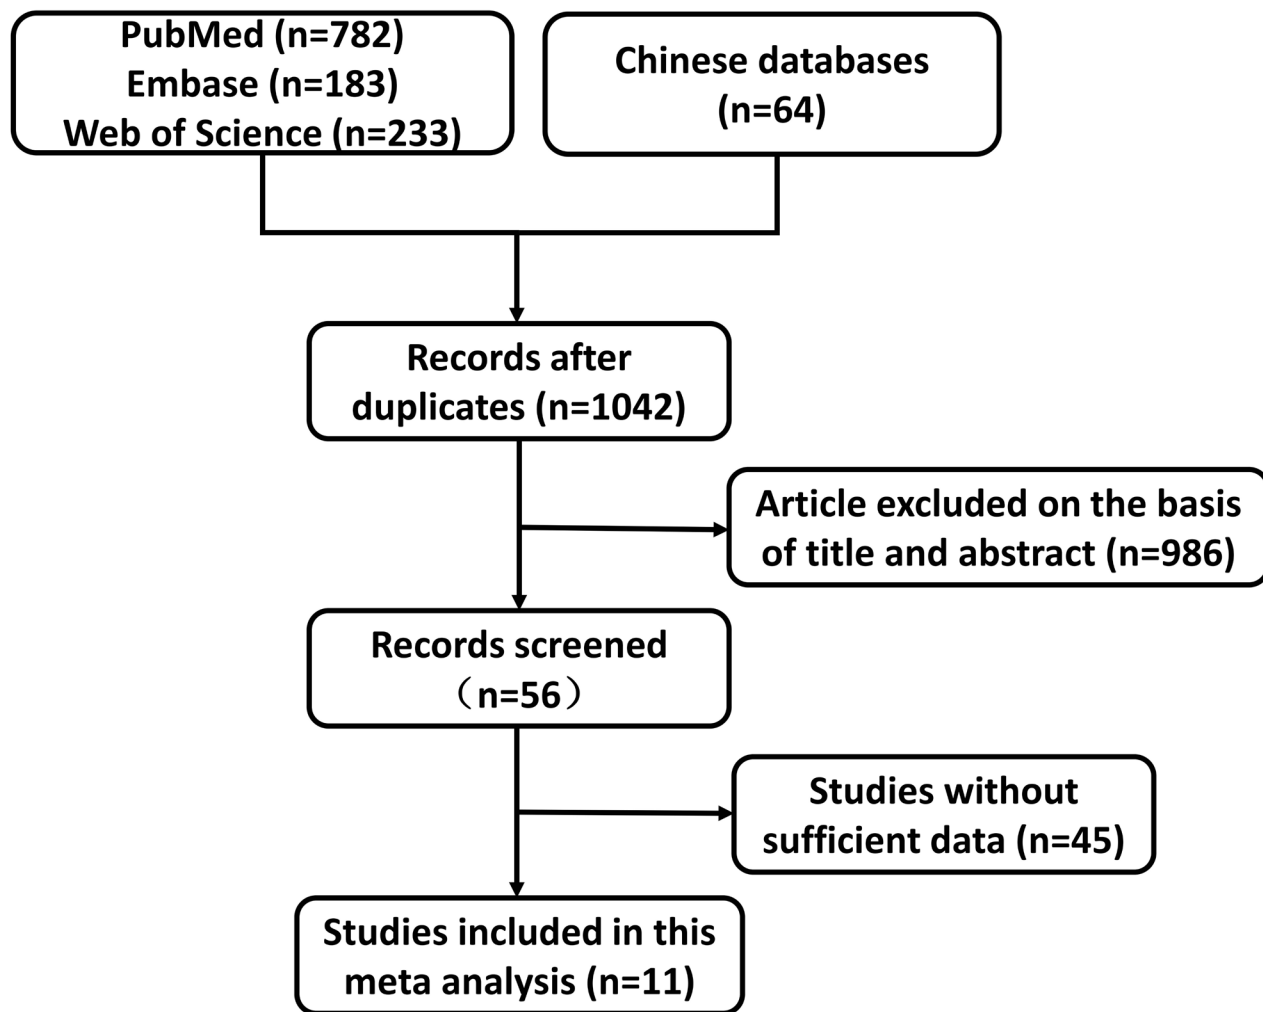 PubMed (n=782)
Embase (n=183)
Web of Science (n=233)
Chinese databases
(n=64)
Records after
duplicates (n=1042)
Article excluded on the basis
of title and abstract (n=986)
Records screened
（n=56）
Studies without
sufficient data (n=45)
Studies included in this
meta analysis (n=11)